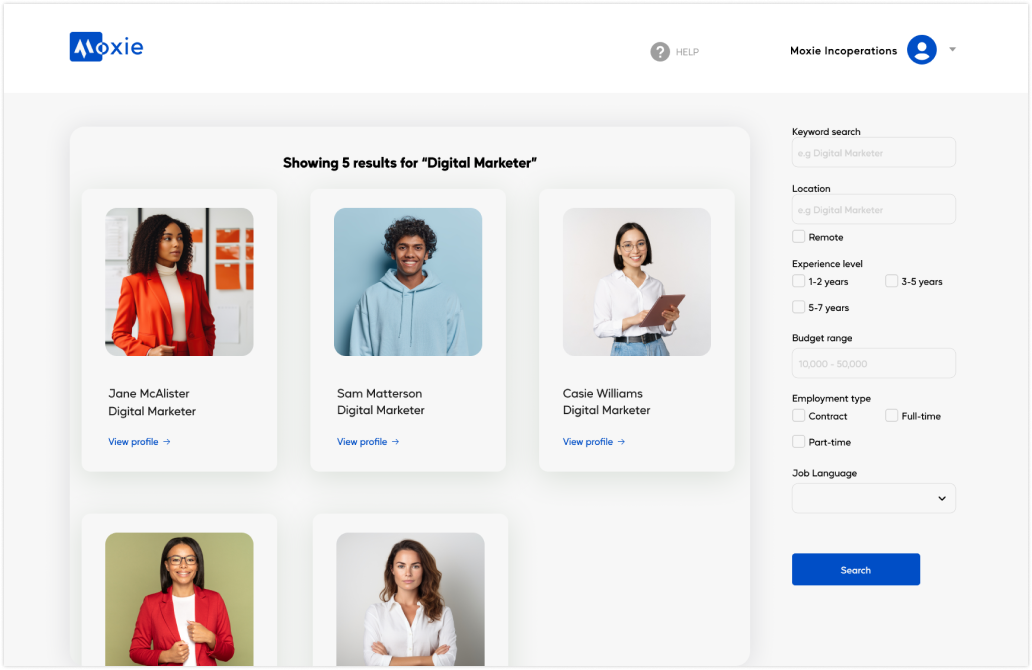 Moxie
HELP
Moxie Incoperations
Showing 5 results for “Digital Marketer”
Jane McAlister
Digital Marketer
View profile →
Sam Matterson
Digital Marketer
View profile →
Casie Williams
Digital Marketer
View profile →
Keyword search
e.g Digital Marketer
Location
e.g Digital Marketer
Remote
Experience level
1-2 years
3-5 years
5-7 years
Budget range
10,000 - 50,000
Employment type
Contract
Full-time
Part-time
Job Language
Search